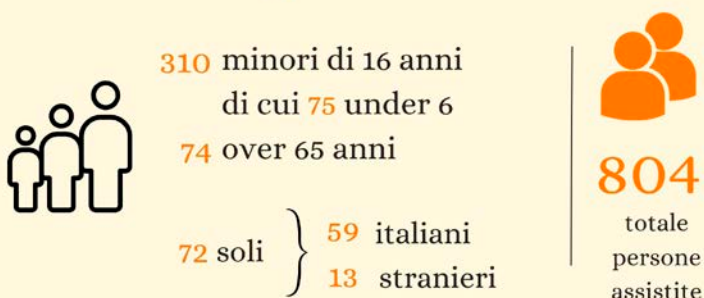 310 minori di 16 anni
di cui 75 under 6
74 over 65 anni
72 soli
59 italiani
13 stranieri
804
totale
persone
assistite